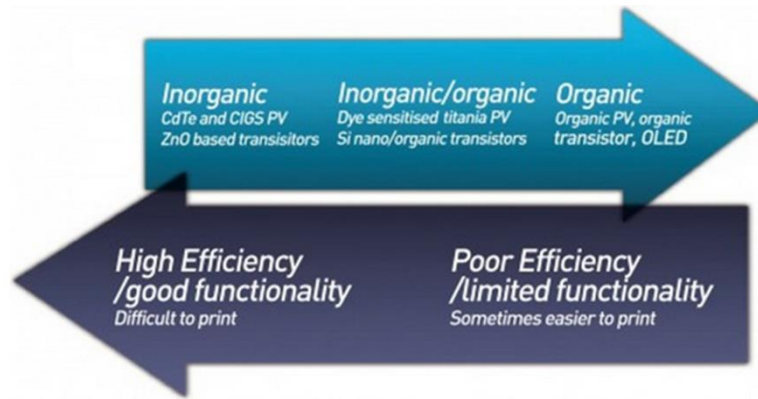 Inorganic
CdTe and CIGS PV
ZnO based transisitors
Inorganic/organic
Dye sensitised titania PV
Si nano/organic transistors
Organic
Organic PV, organic
transistor, OLED
High Efficiency
/good functionality
Difficult to print
Poor Efficiency
/limited functionality
Sometimes easier to print